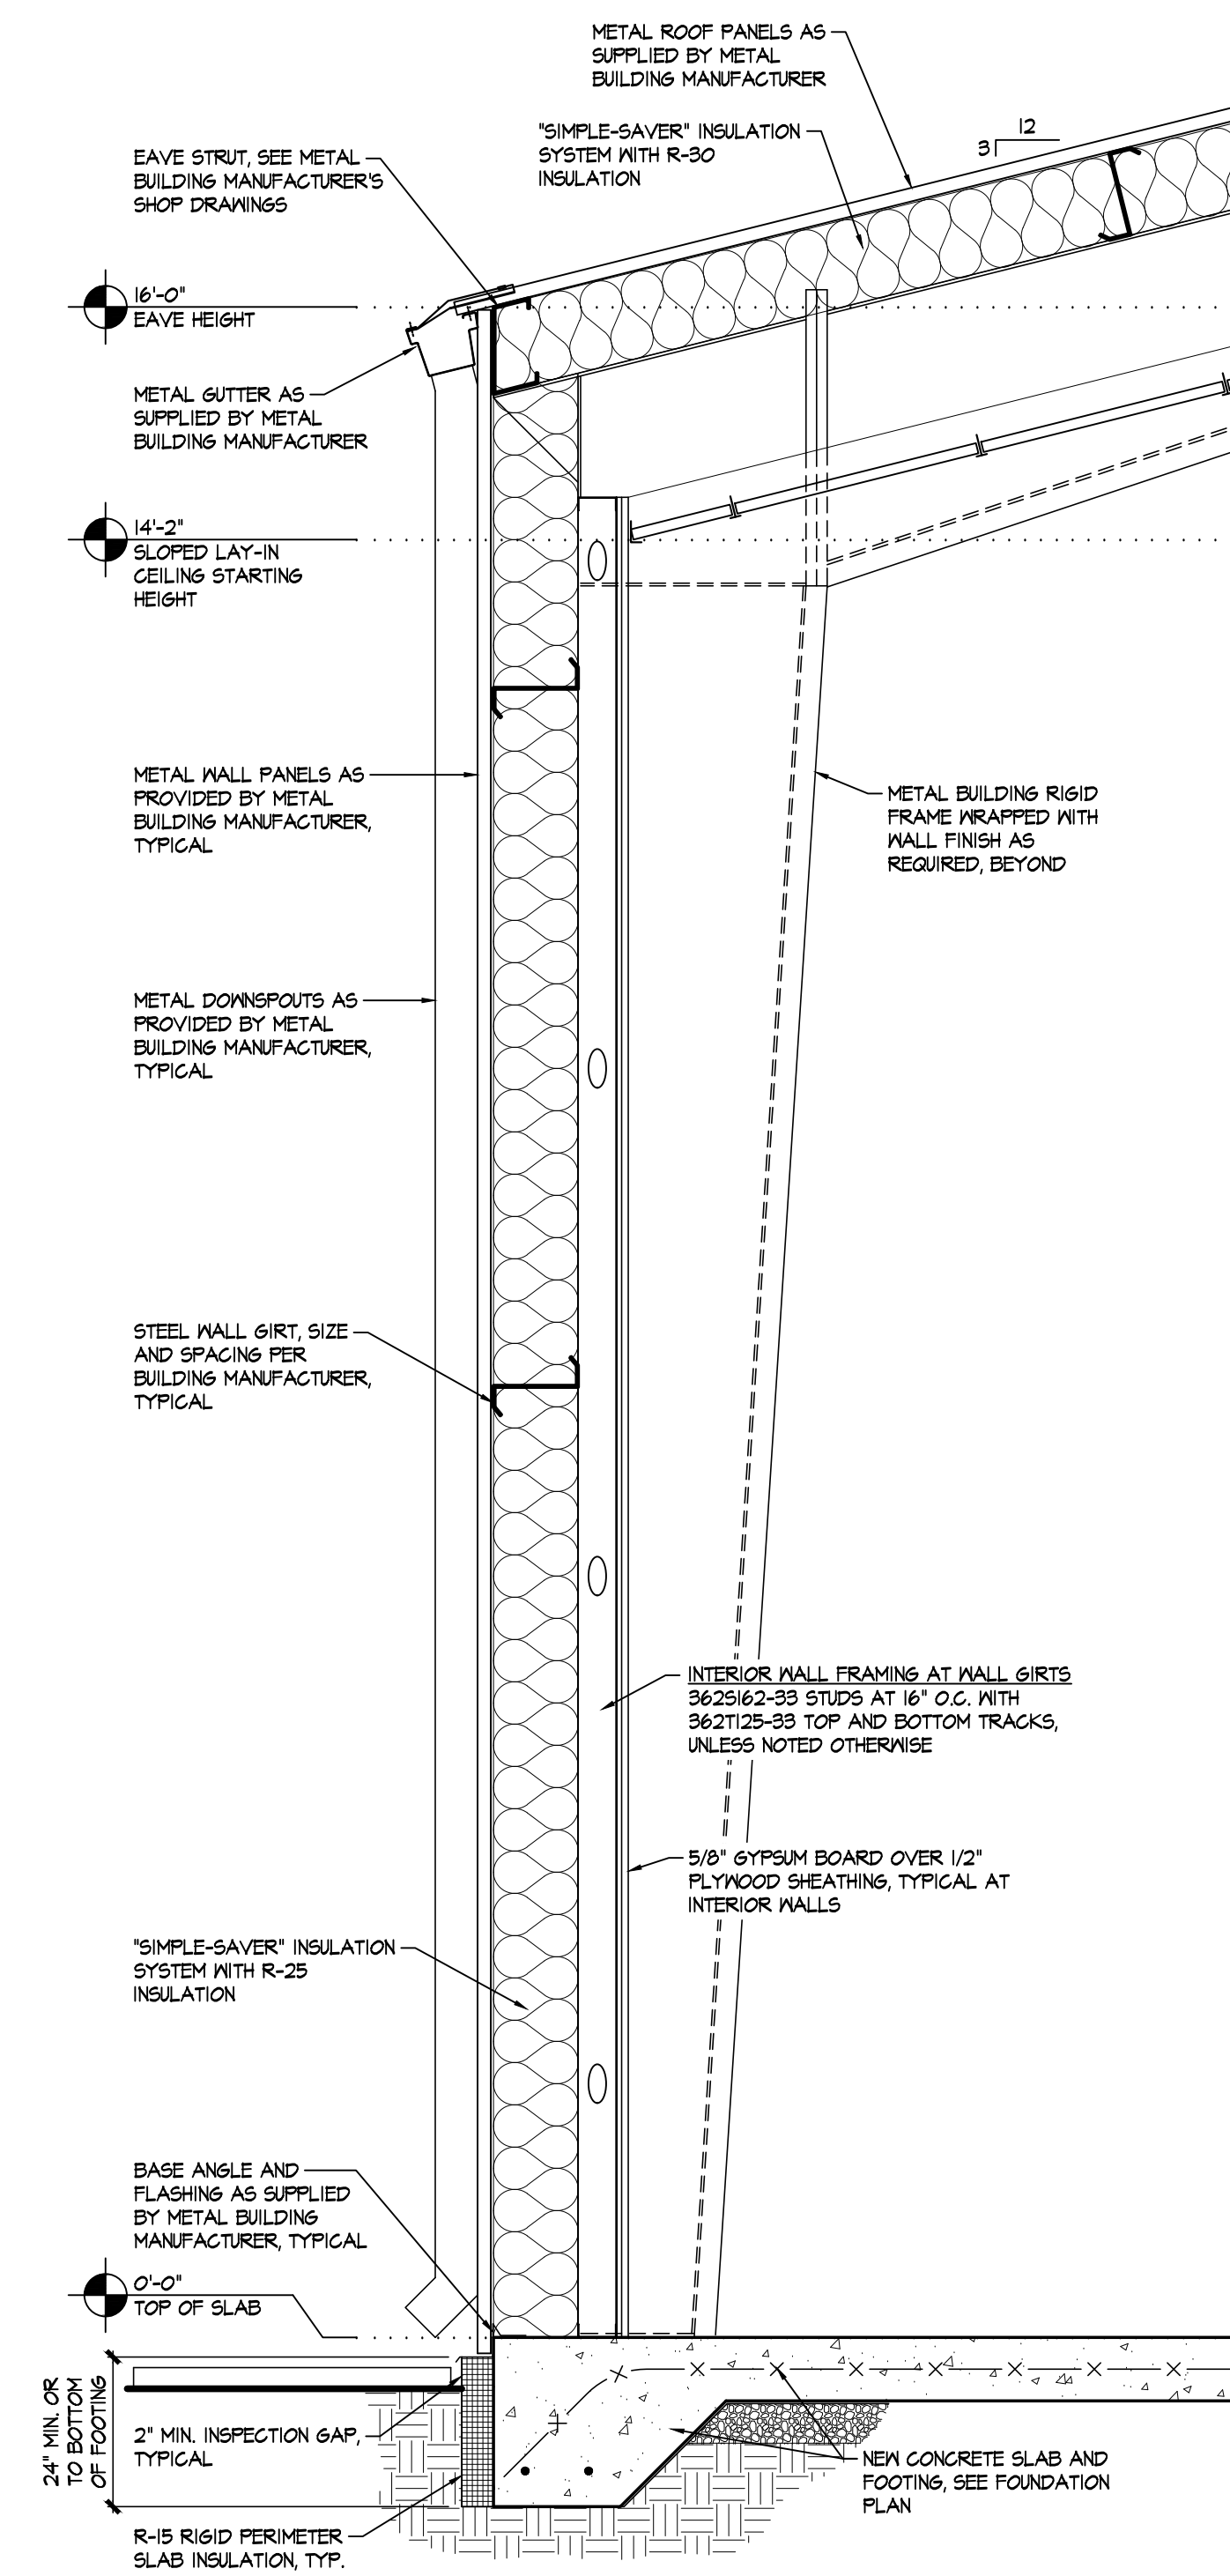 METAL ROOF PANELS AS
SUPPLIED BY METAL
BUILDING MANUFACTURER
"SIMPLE-SAVER" INSULATION
SYSTEM WITH R-30
INSULATION
12
3
EAVE STRUT, SEE METAL
BUILDING MANUFACTURER'S
SHOP DRAWINGS
16'-0"
EAVE HEIGHT
METAL GUTTER AS
SUPPLIED BY METAL
BUILDING MANUFACTURER
14'-2"
SLOPED LAY-IN
CEILING STARTING
HEIGHT
METAL WALL PANELS AS
PROVIDED BY METAL
BUILDING MANUFACTURER,
TYPICAL
METAL BUILDING RIGID
FRAME WRAPPED WITH
WALL FINISH AS
REQUIRED, BEYOND
METAL DOWNSPOUTS AS
PROVIDED BY METAL
BUILDING MANUFACTURER,
TYPICAL
STEEL WALL GIRT, SIZE
AND SPACING PER
BUILDING MANUFACTURER,
TYPICAL
INTERIOR WALL FRAMING AT WALL GIRTS
362S162-33 STUDS AT 16" O.C. WITH
362T125-33 TOP AND BOTTOM TRACKS,
UNLESS NOTED OTHERWISE
5/8" GYPSUM BOARD OVER 1/2"
PLYWOOD SHEATHING, TYPICAL AT
INTERIOR WALLS
"SIMPLE-SAVER" INSULATION
SYSTEM WITH R-25
INSULATION
BASE ANGLE AND
FLASHING AS SUPPLIED
BY METAL BUILDING
MANUFACTURER, TYPICAL
0'-0"
TOP OF SLAB
24" MIN. OR
TO BOTTOM
OF FOOTING
2" MIN. INSPECTION GAP,
TYPICAL
NEW CONCRETE SLAB AND
FOOTING, SEE FOUNDATION
PLAN
R-15 RIGID PERIMETER
SLAB INSULATION, TYP.